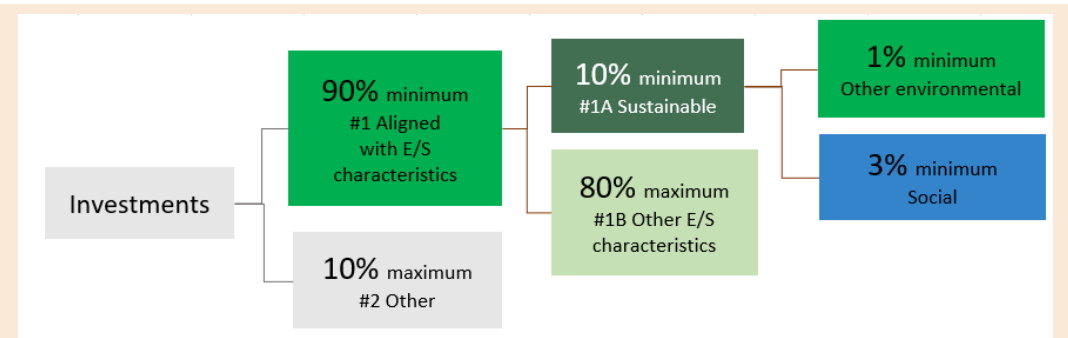 Investments
90% minimum
#1 Aligned
with E/S
characteristics
10% maximum
#2 Other
10% minimum
#1A Sustainable
80% maximum
#1B Other E/S
characteristics
1% minimum
Other environmental
3% minimum
Social